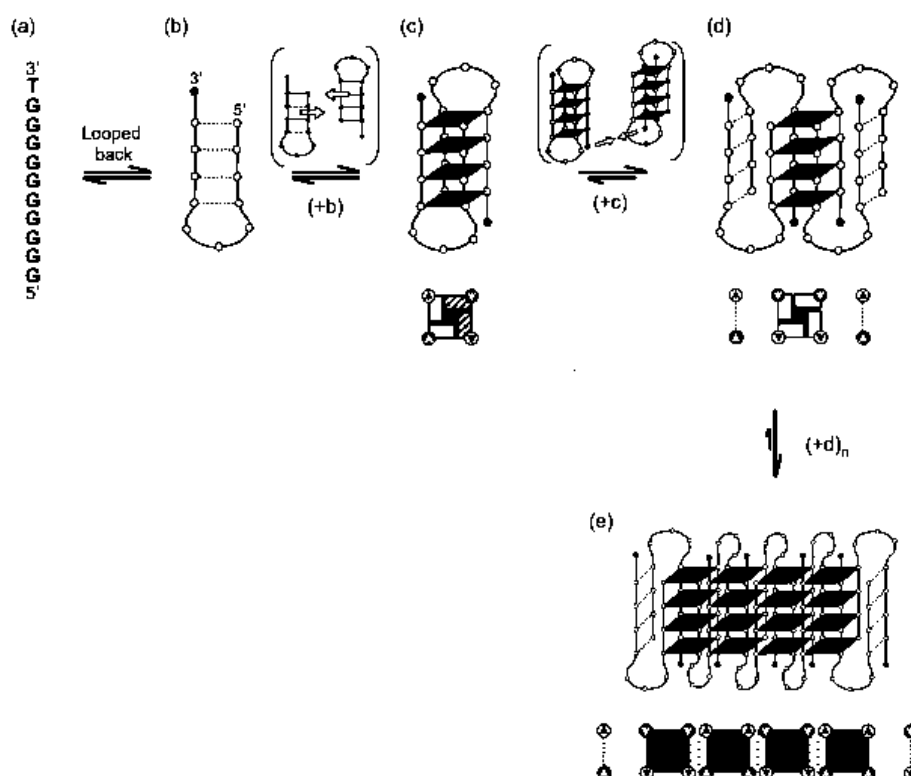 (a)
3'
T
G
G
G
G
G
G
G
G
G
G
5'
Looped
back
(b)
3'
5'
(+b)
(c)
(+c)
(d)
(+d)n
(e)